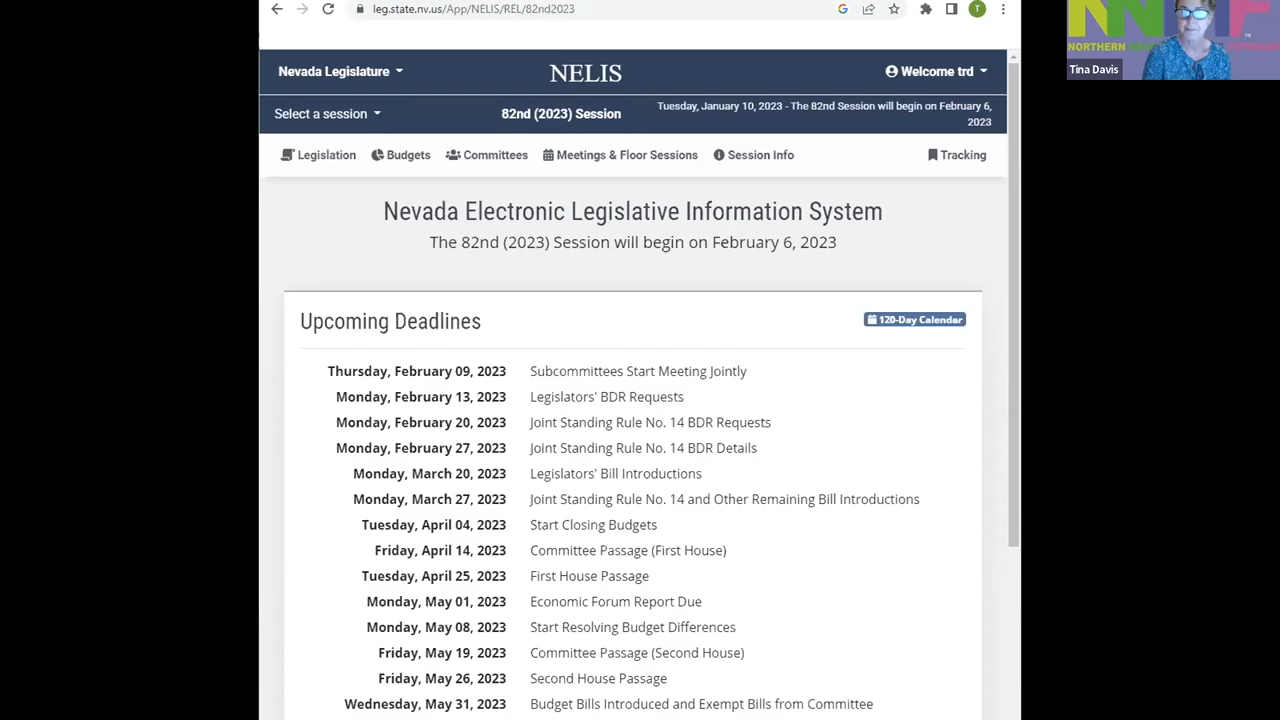 leg.state.nv.us/App/NELIS/REL/82nd2023
T
NORTHERN
Tina Davis
Nevada Legislature
NELIS
Welcome trd
Select a session
82nd (2023) Session
Tuesday, January 10, 2023 - The 82nd Session will begin on February 6,
2023
Legislation
Budgets
Committees
Meetings & Floor Sessions
Session Info
Tracking
Nevada Electronic Legislative Information System
The 82nd (2023) Session will begin on February 6, 2023
Upcoming Deadlines
120-Day Calendar
Thursday, February 09, 2023 Subcommittees Start Meeting Jointly
Monday, February 13, 2023 Legislators' BDR Requests
Monday, February 20, 2023 Joint Standing Rule No. 14 BDR Requests
Monday, February 27, 2023 Joint Standing Rule No. 14 BDR Details
Monday, March 20, 2023 Legislators' Bill Introductions
Monday, March 27, 2023 Joint Standing Rule No. 14 and Other Remaining Bill Introductions
Tuesday, April 04, 2023 Start Closing Budgets
Friday, April 14, 2023 Committee Passage (First House)
Tuesday, April 25, 2023 First House Passage
Monday, May 01, 2023 Economic Forum Report Due
Monday, May 08, 2023 Start Resolving Budget Differences
Friday, May 19, 2023 Committee Passage (Second House)
Friday, May 26, 2023 Second House Passage
Wednesday, May 31, 2023 Budget Bills Introduced and Exempt Bills from Committee